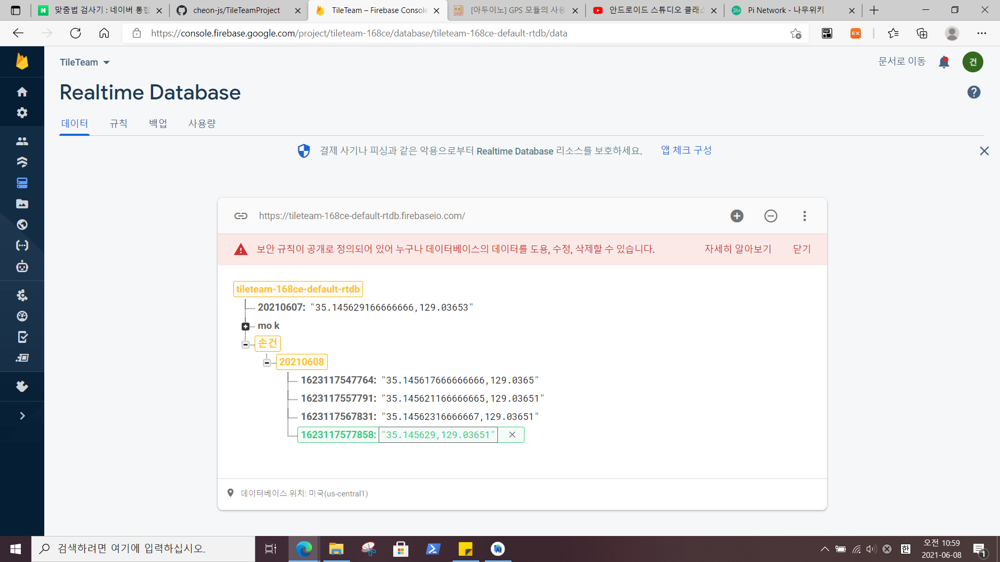 맞춤법 검사기 : 네이버 통합
cheon-js/TileTeamProject
TileTeam – Firebase Console
[아두이노] GPS 모듈의 사용
안드로이드 스튜디오 클래스
Pi Network - 나무위키
https://console.firebase.google.com/project/tileteam-168ce/database/tileteam-168ce-default-rtdb/data
TileTeam
문서로 이동
건
Realtime Database
데이터 규칙 백업 사용량
결제 사기나 피싱과 같은 악용으로부터 Realtime Database 리소스를 보호하세요. 앱 체크 구성
https://tileteam-168ce-default-rtdb.firebaseio.com/
보안 규칙이 공개로 정의되어 있어 누구나 데이터베이스의 데이터를 도용, 수정, 삭제할 수 있습니다. 자세히 알아보기 닫기
tileteam-168ce-default-rtdb
20210607: "35.145629166666666,129.03653"
mo k
손건
20210608
1623117547764: "35.145617666666666,129.0365"
1623117557791: "35.145621166666665,129.03651"
1623117567831: "35.14562316666667,129.03651"
1623117577858: "35.145629,129.03651"
데이터베이스 위치: 미국(us-central1)
검색하려면 여기에 입력하십시오.
한
오전 10:59
2021-06-08
1